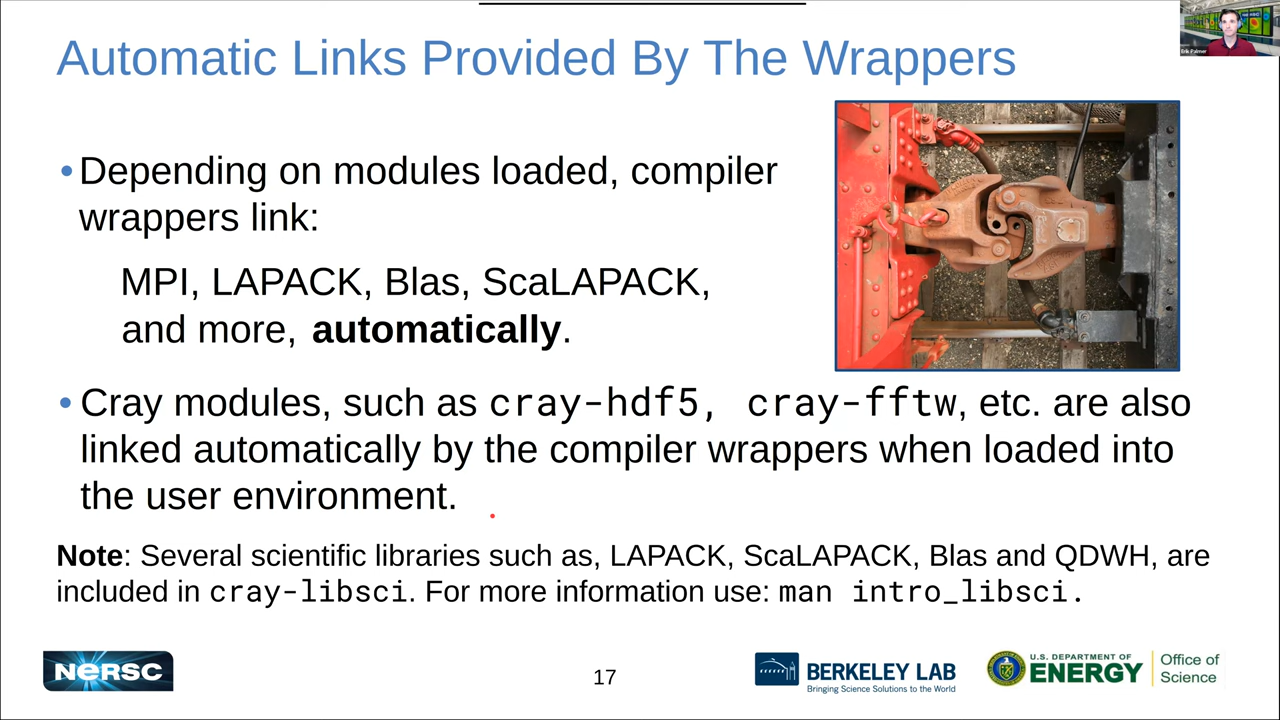 Automatic Links Provided By The Wrappers
Erik Palmer
•Depending on modules loaded, compiler
wrappers link:
MPI, LAPACK, Blas, ScaLAPACK,
and more, automatically.
•Cray modules, such as cray-hdf5, cray-fftw, etc. are also
linked automatically by the compiler wrappers when loaded into
the user environment.
Note: Several scientific libraries such as, LAPACK, ScaLAPACK, Blas and QDWH, are
included in cray-libsci. For more information use: man intro_libsci.
NERSC
17
BERKELEY LAB
Bringing Science Solutions to the World
U.S. DEPARTMENT OF
ENERGY
Office of
Science